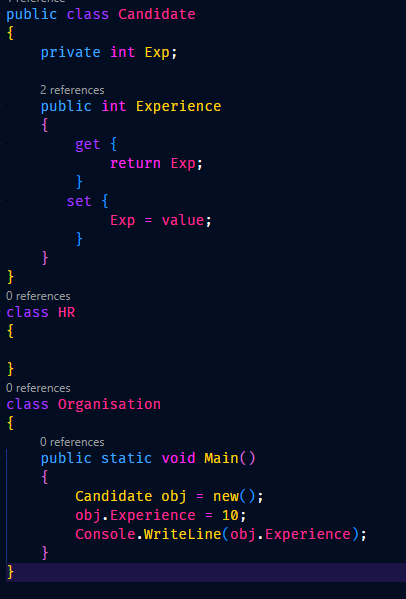 1 reference
public class Candidate
{
    private int Exp;

    2 references
    public int Experience
    {
        get {
            return Exp;
        }
       set {
            Exp = value;
        }
    }
}
0 references
class HR
{

}
0 references
class Organisation
{
    0 references
    public static void Main()
    {
        Candidate obj = new();
        obj.Experience = 10;
        Console.WriteLine(obj.Experience);
    }
}